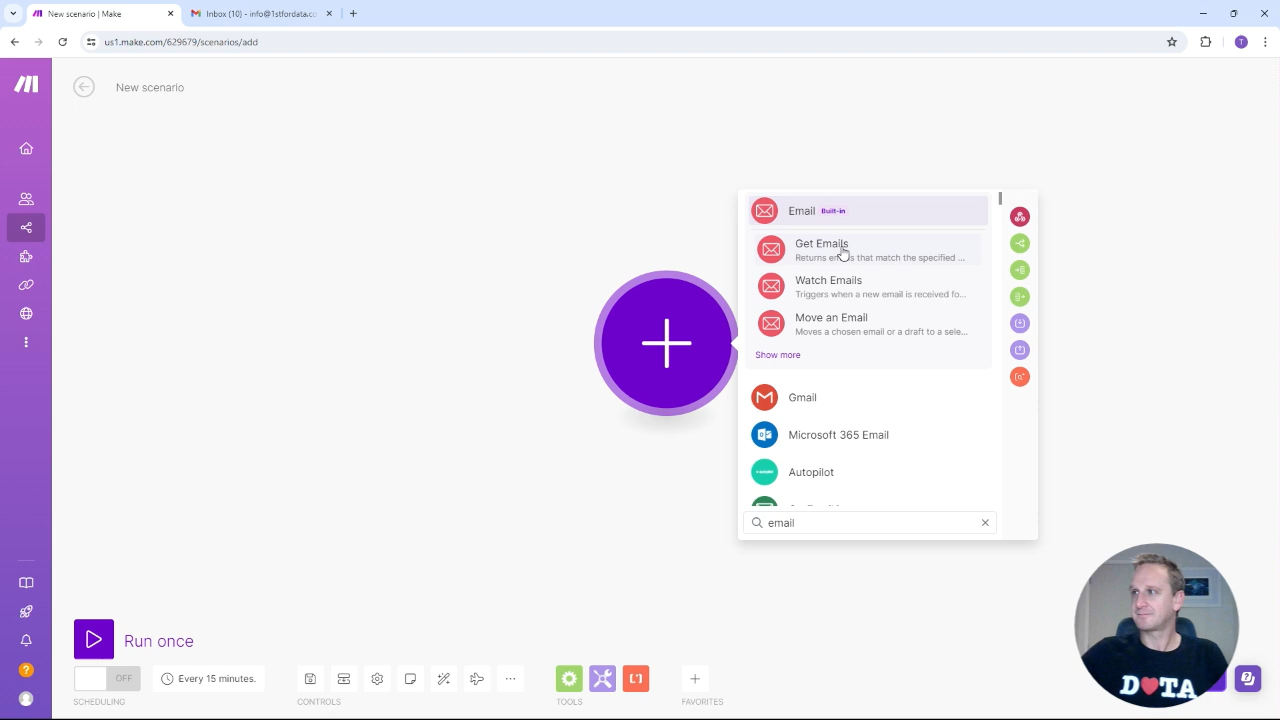 New scenario | Make
Inbox (10) - info@1stfordata.co
us1.make.com/629679/scenarios/add
T
New scenario
Email Built-in
Get Emails
Returns em ls that match the specified ...
Watch Emails
Triggers when a new email is received fo...
Move an Email
Moves a chosen email or a draft to a sele...
Show more
Gmail
Microsoft 365 Email
Autopilot
email
Run once
OFF
Every 15 minutes.
SCHEDULING
CONTROLS
TOOLS
FAVORITES
D❤TA